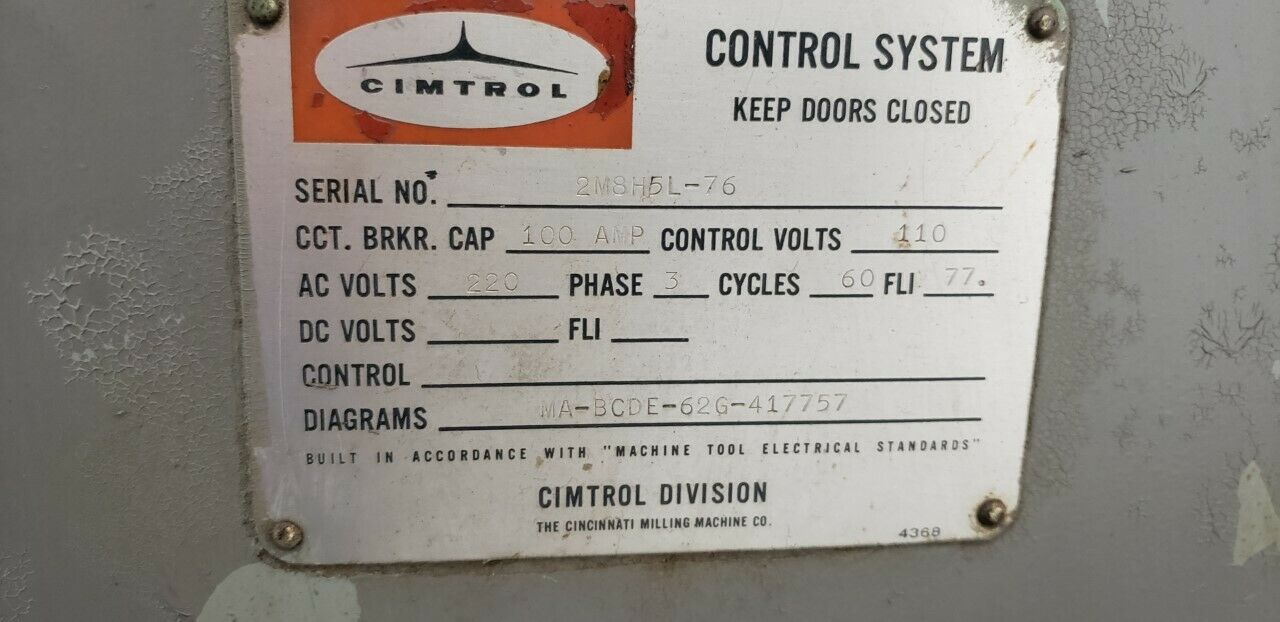 CIMTROL
CONTROL SYSTEM
KEEP DOORS CLOSED
SERIAL NO. 2M8H5L-76
CCT. BRKR. CAP 100 AMP CONTROL VOLTS 110
AC VOLTS 220 PHASE 3 CYCLES 60 FLI 77.
DC VOLTS FLI
CONTROL
DIAGRAMS MA-BCDE-62G-417757
BUILT IN ACCORDANCE WITH "MACHINE TOOL ELECTRICAL STANDARDS"
CIMTROL DIVISION
THE CINCINNATI MILLING MACHINE CO.
4368